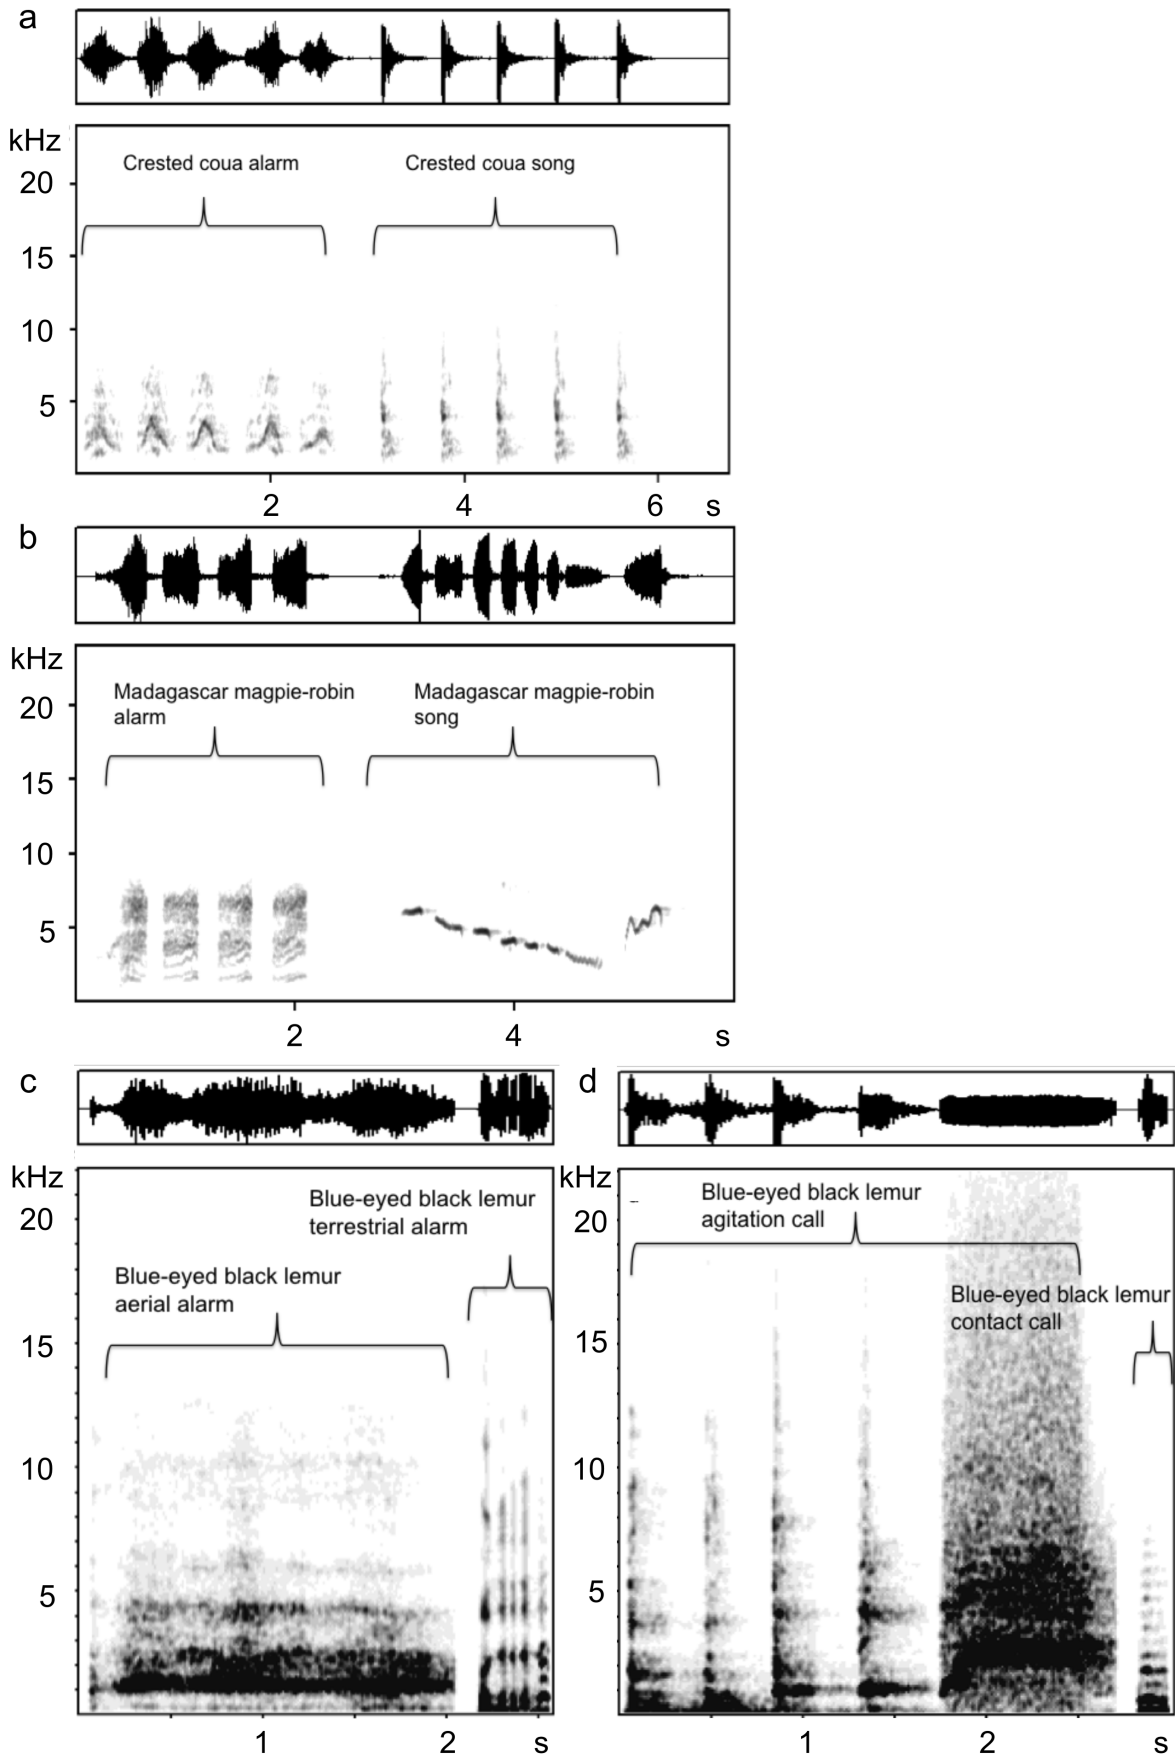 a
kHz
Crested coua alarm
Crested coua song
20
15
10
5
2
4
6
s
b
kHz
Madagascar magpie-robin
alarm
Madagascar magpie-robin
song
20
15
10
5
2
4
s
c
kHz
Blue-eyed black lemur
terrestrial alarm
20
Blue-eyed black lemur
aerial alarm
15
10
5
1
2
s
d
kHz
Blue-eyed black lemur
agitation call
20
Blue-eyed black lemur
contact call
15
10
5
1
2
s